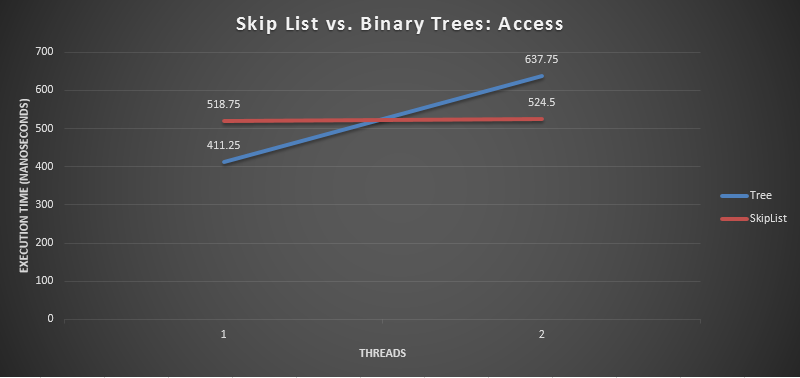 Skip List vs. Binary Trees: Access
700
600
500
400
300
200
100
0
EXECUTION TIME (NANOSECONDS)
637.75
518.75
524.5
411.25
Tree
SkipList
1
2
THREADS